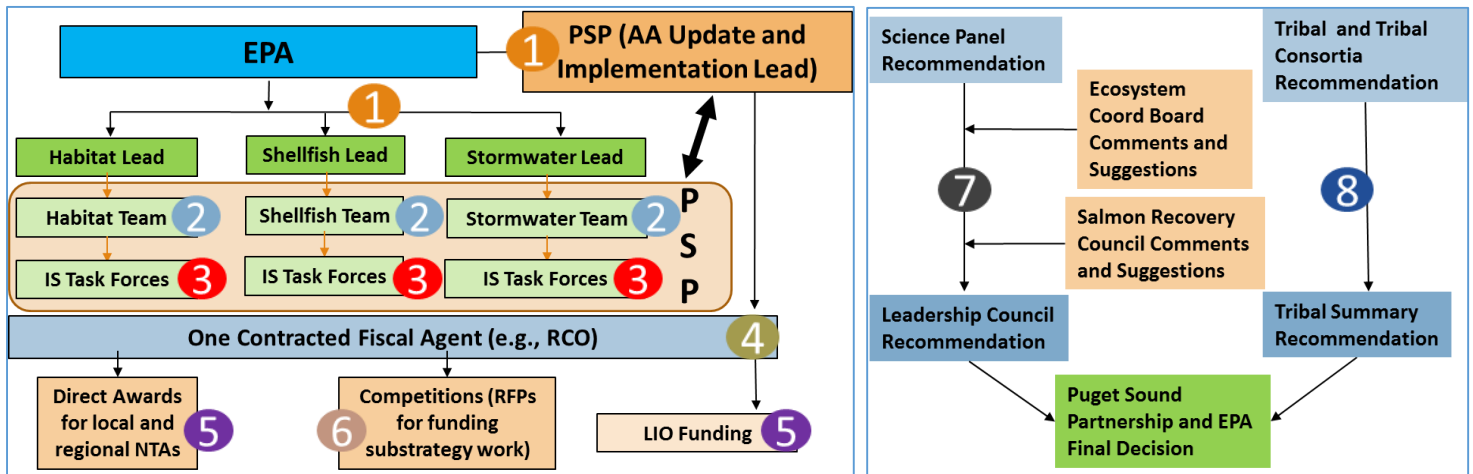 EPA
1
PSP (AA Update and
Implementation Lead)
1
Habitat Lead
Shellfish Lead
Stormwater Lead
Habitat Team
2
Shellfish Team
2
Stormwater Team
2
P
S
P
IS Task Forces
3
IS Task Forces
3
IS Task Forces
3
One Contracted Fiscal Agent (e.g., RCO)
4
Direct Awards
for local and
regional NTAs
5
6
Competitions (RFPs
for funding
substrategy work)
LIO Funding
5
Science Panel
Recommendation
Tribal and Tribal
Consortia
Recommendation
Ecosystem
Coord Board
Comments and
Suggestions
7
8
Salmon Recovery
Council Comments
and Suggestions
Leadership Council
Recommendation
Tribal Summary
Recommendation
Puget Sound
Partnership and EPA
Final Decision